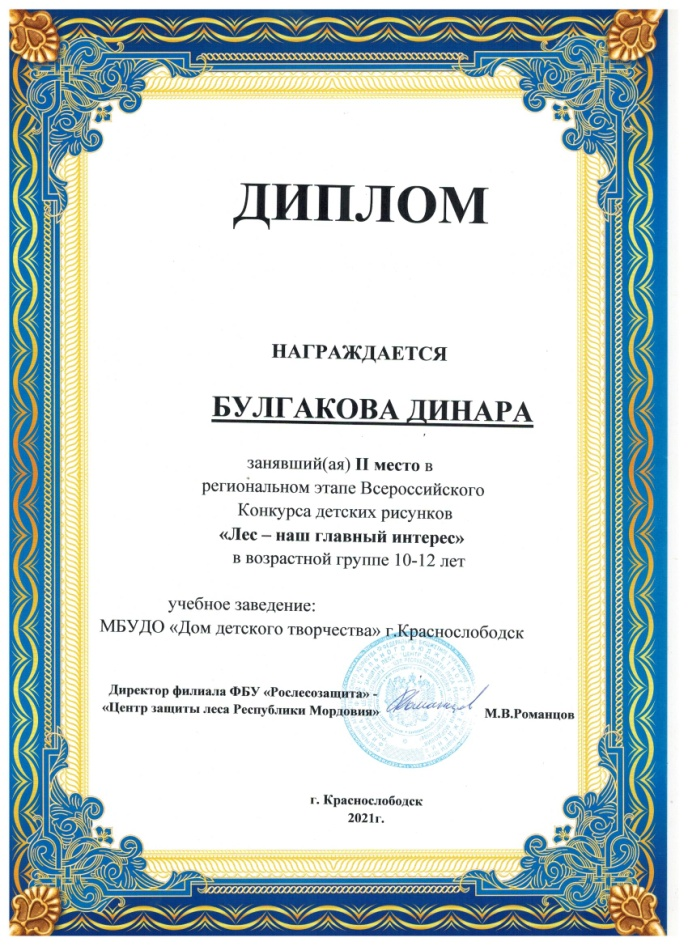 ДИПЛОМ
НАГРАЖДАЕТСЯ
БУЛГАКОВА ДИНАРА
занявший(ая) II место в
региональном этапе Всероссийского
Конкурса детских рисунков
«Лес – наш главный интерес»
в возрастной группе 10-12 лет
учебное заведение:
МБУДО «Дом детского творчества» г.Краснослободск
Директор филиала ФБУ «Рослесозащита» -
«Центр защиты леса Республики Мордовия»
М.В.Романцов
г. Краснослободск
2021г.